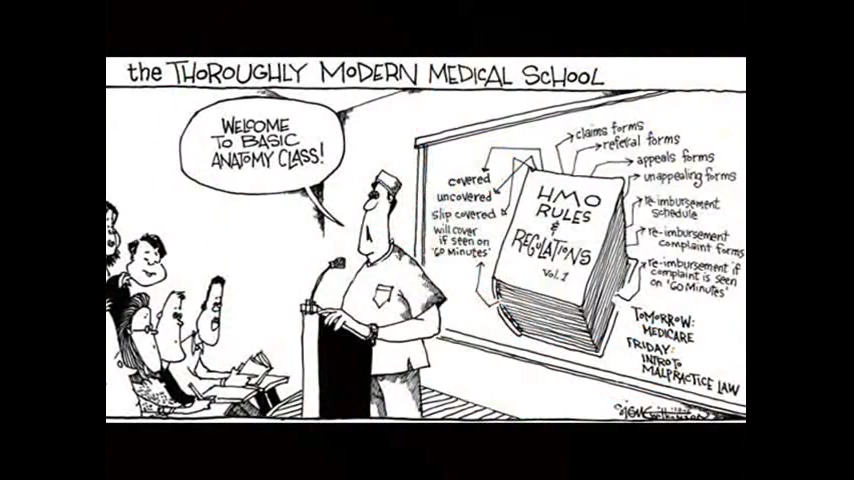 the THOROUGHLY MODERN MEDICAL SCHOOL
WELCOME
TO BASIC
ANATOMY CLASS!
covered
uncovered
slip covered
will cover
if seen on
'60 Minutes'
HMO
RULES
&
REGULATIONS
Vol. 1
claims forms
referral forms
appeals forms
unappealing forms
re-imbursement
schedule
re-imbursement
complaint forms
re-imbursement if
complaint is seen
on '60 Minutes'
TOMORROW:
MEDICARE
FRIDAY:
INTRO TO
MALPRACTICE LAW